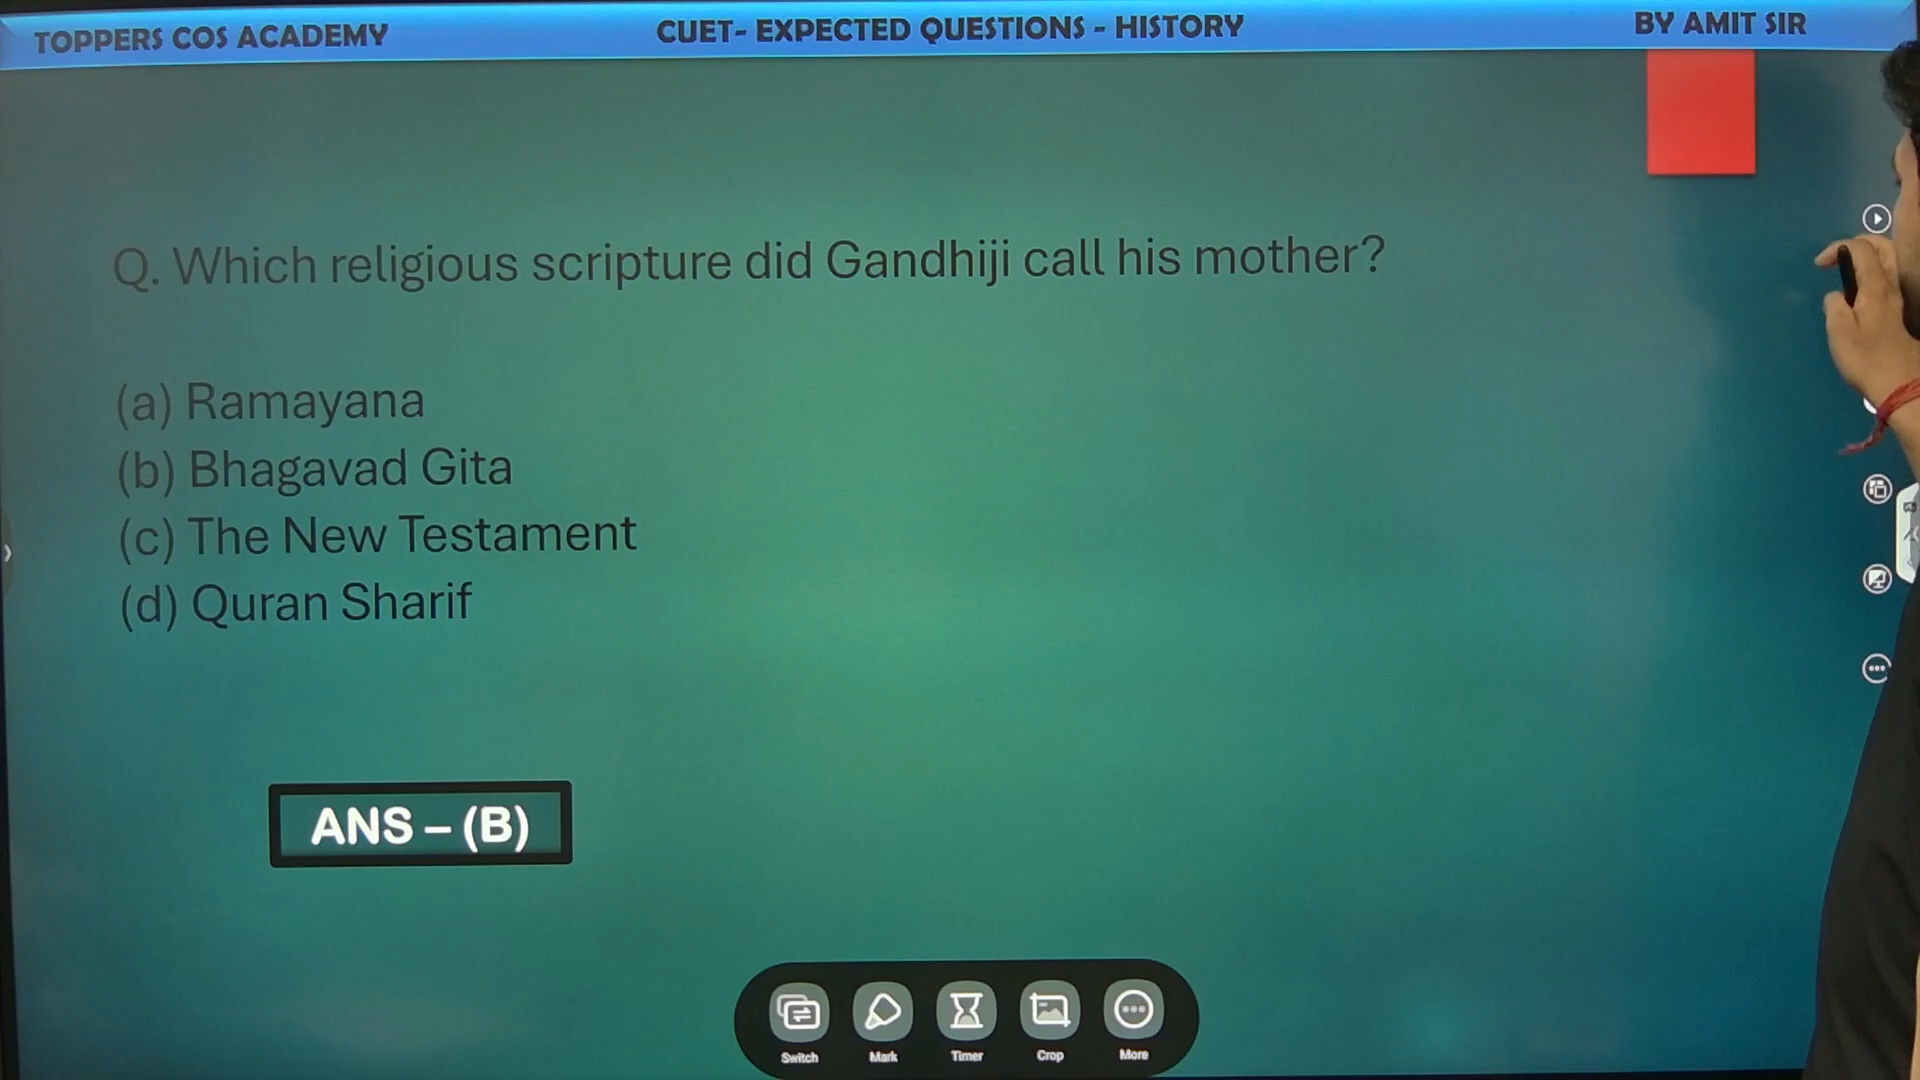 TOPPERS COS ACADEMY
CUET- EXPECTED QUESTIONS - HISTORY
BY AMIT SIR
Q. Which religious scripture did Gandhiji call his mother?
(a) Ramayana
(b) Bhagavad Gita
(c) The New Testament
(d) Quran Sharif
ANS – (B)
Switch
Mark
Timer
Crop
More